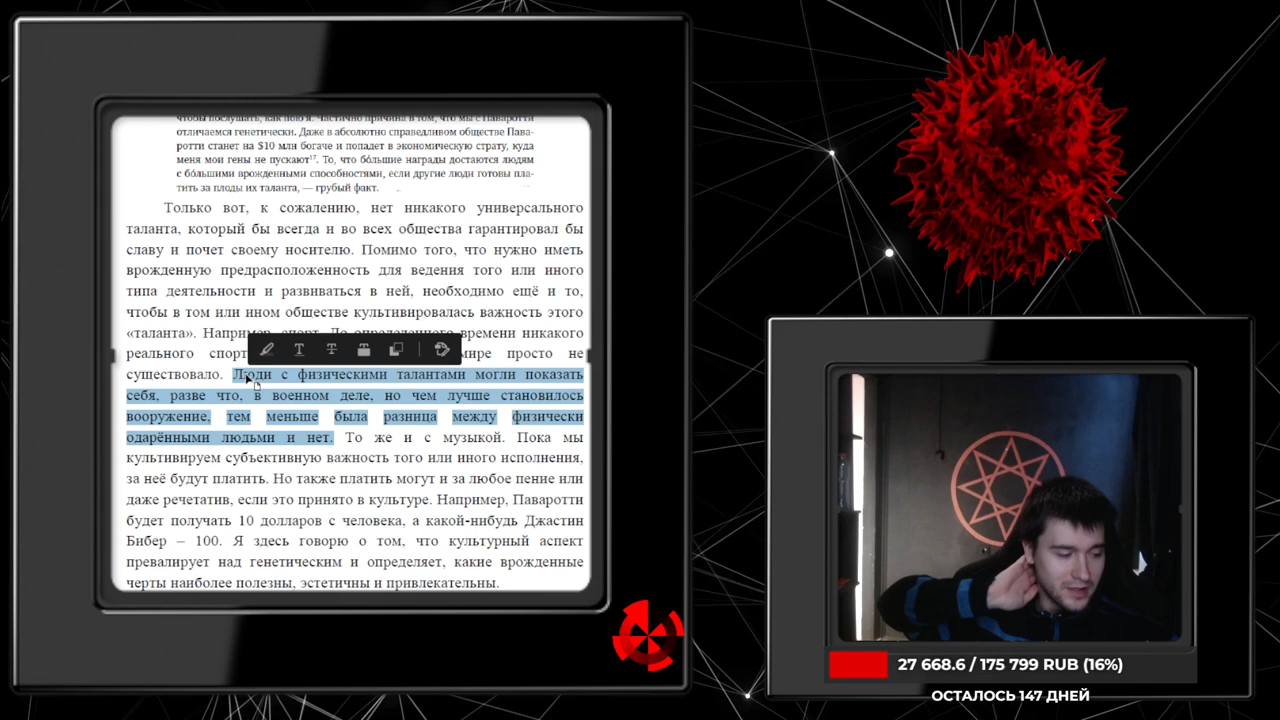 чтобы послушать, как пою я. Частично причина в том, что мы с Паваротти
отличаемся генетически. Даже в абсолютно справедливом обществе Пава-
ротти станет на $10 млн богаче и попадет в экономическую страту, куда
меня мои гены не пускают¹⁷. То, что бо́льшие награды достаются людям
с бо́льшими врожденными способностями, если другие люди готовы пла-
тить за плоды их таланта, — грубый факт.
Только вот, к сожалению, нет никакого универсального
таланта, который бы всегда и во всех общества гарантировал бы
славу и почет своему носителю. Помимо того, что нужно иметь
врожденную предрасположенность для ведения того или иного
типа деятельности и развиваться в ней, необходимо ещё и то,
чтобы в том или ином обществе культивировалась важность этого
«таланта». Например, спорт. До определенного времени никакого
реального спорт мире просто не
существовало. Люди с физическими талантами могли показать
себя, разве что, в военном деле, но чем лучше становилось
вооружение, тем меньше была разница между физически
одарёнными людьми и нет. То же и с музыкой. Пока мы
культивируем субъективную важность того или иного исполнения,
за неё будут платить. Но также платить могут и за любое пение или
даже речетатив, если это принято в культуре. Например, Паваротти
будет получать 10 долларов с человека, а какой-нибудь Джастин
Бибер – 100. Я здесь говорю о том, что культурный аспект
превалирует над генетическим и определяет, какие врожденные
черты наиболее полезны, эстетичны и привлекательны.
27 668.6 / 175 799 RUB (16%)
ОСТАЛОСЬ 147 ДНЕЙ